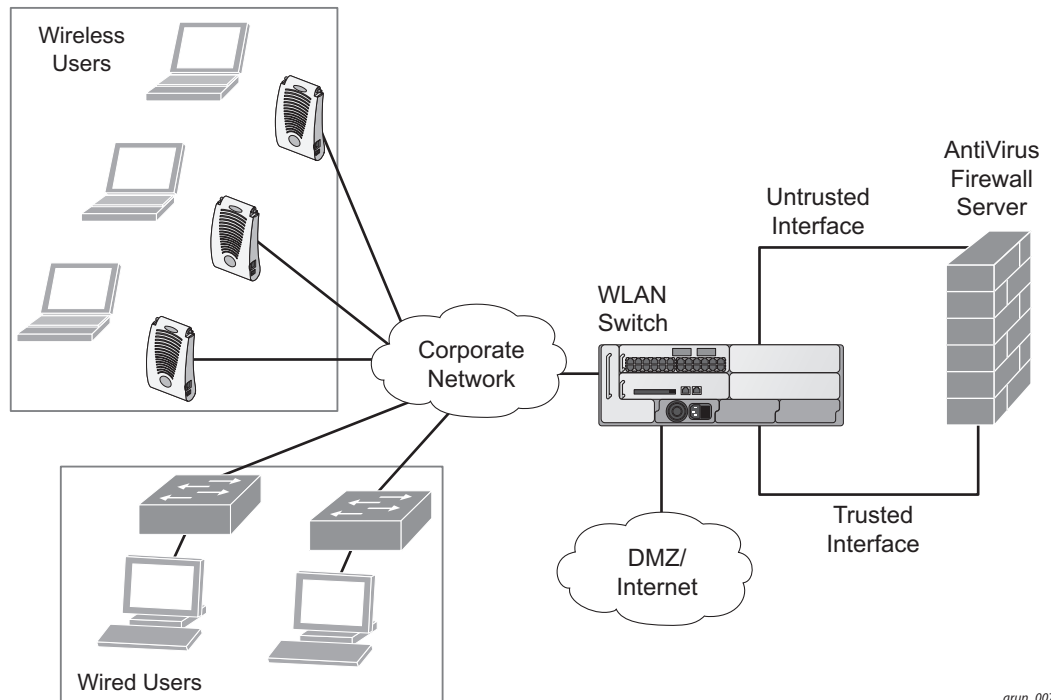 Wireless
Users
AntiVirus
Firewall
Server
Untrusted
Interface
WLAN
Switch
Corporate
Network
Trusted
Interface
DMZ/
Internet
Wired Users